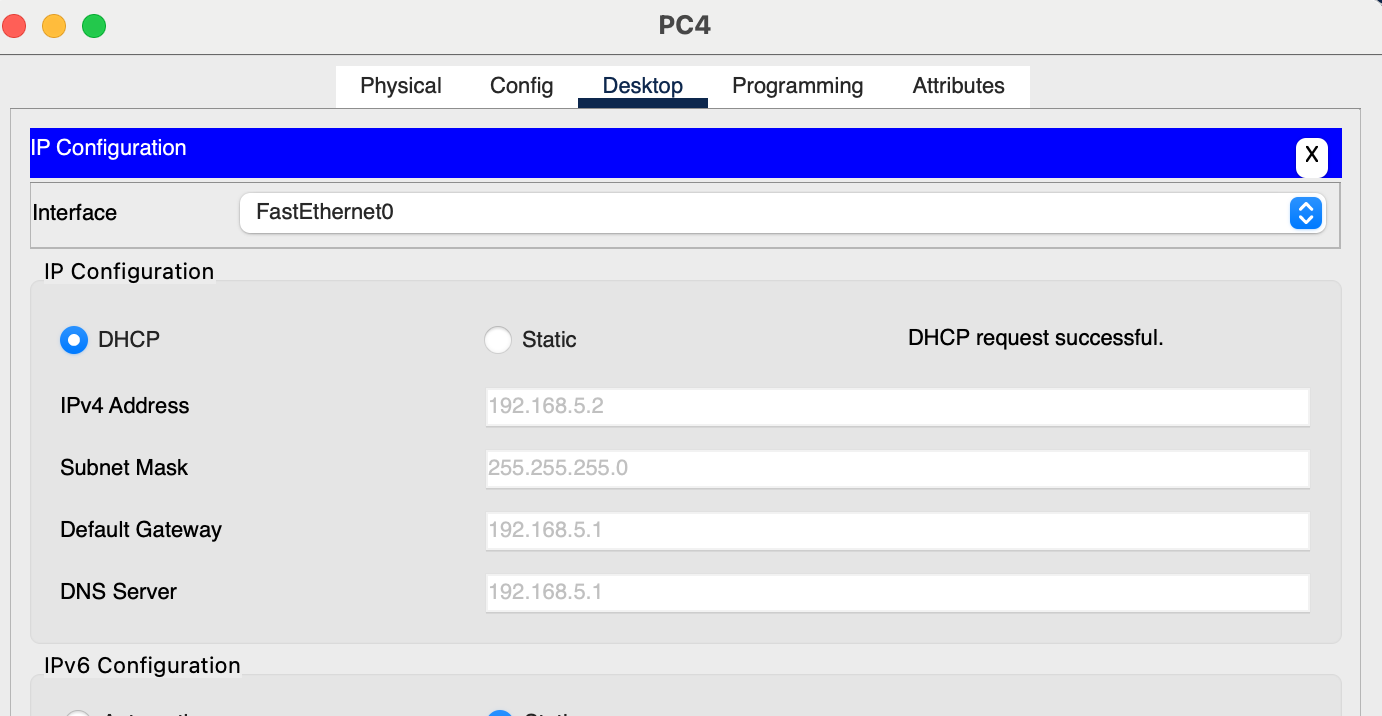 PC4
Physical Config Desktop Programming Attributes
IP Configuration
X
Interface FastEthernet0
IP Configuration
DHCP Static DHCP request successful.
IPv4 Address 192.168.5.2
Subnet Mask 255.255.255.0
Default Gateway 192.168.5.1
DNS Server 192.168.5.1
IPv6 Configuration